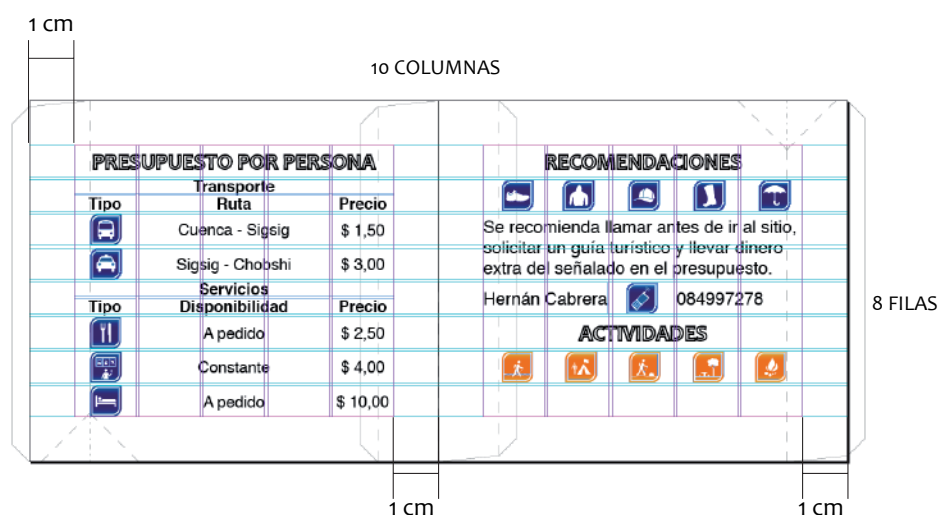 1 cm
10 COLUMNAS
PRESUPUESTO POR PERSONA
Transporte
Tipo Ruta Precio
Cuenca - Sigsig $ 1,50
Sigsig - Chobshi $ 3,00
Servicios
Tipo Disponibilidad Precio
A pedido $ 2,50
Constante $ 4,00
A pedido $ 10,00
RECOMENDACIONES
Se recomienda llamar antes de ir al sitio,
solicitar un guía turístico y llevar dinero
extra del señalado en el presupuesto.
Hernán Cabrera 084997278
ACTIVIDADES
8 FILAS
1 cm
1 cm